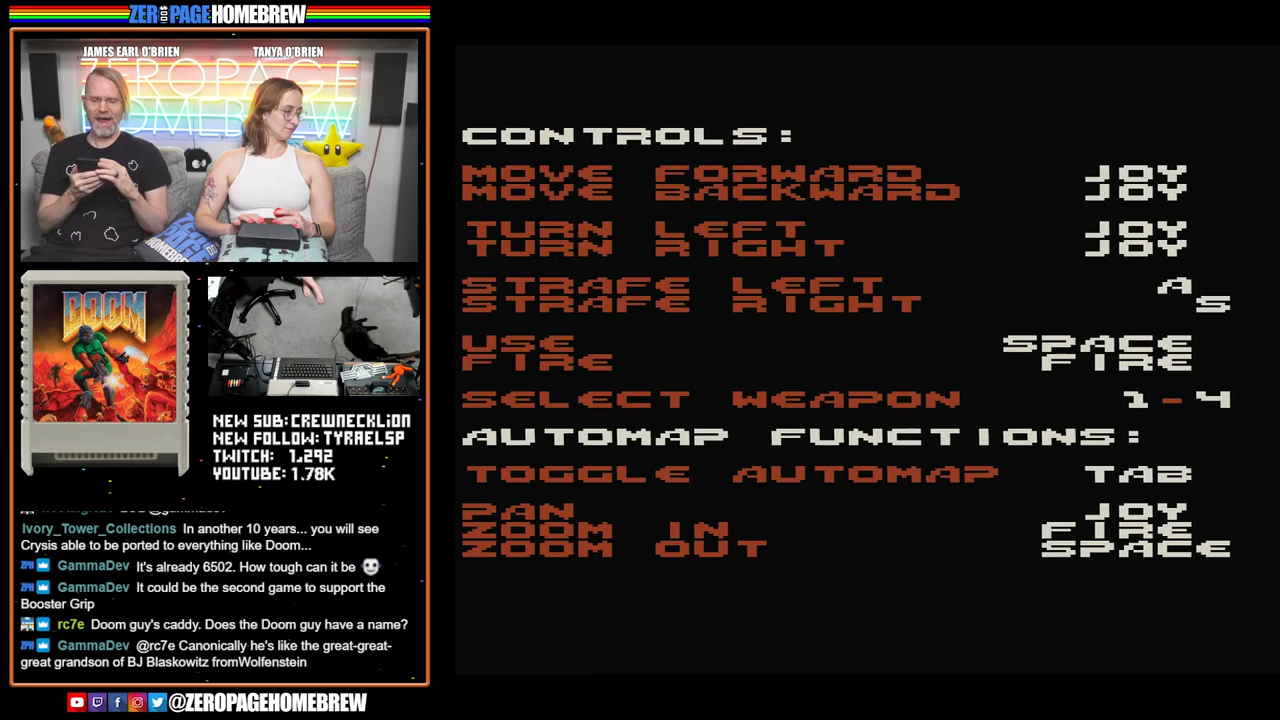 ZEROPAGE HOMEBREW
JAMES EARL O'BRIEN
TANYA O'BRIEN
ZEROPAGE
HOMEBREW
DOOM
NEW SUB: CREWNECKLION
NEW FOLLOW: TYRAELSP
TWITCH: 1,292
YOUTUBE: 1.78K
Ivory_Tower_Collections In another 10 years... you will see
Crysis able to be ported to everything like Doom...
GammaDev It's already 6502. How tough can it be
GammaDev It could be the second game to support the
Booster Grip
rc7e Doom guy's caddy. Does the Doom guy have a name?
GammaDev @rc7e Canonically he's like the great-great-
great grandson of BJ Blaskowitz fromWolfenstein
@ZEROPAGEHOMEBREW
CONTROLS:
MOVE FORWARD JOY
MOVE BACKWARD JOY
TURN LEFT JOY
TURN RIGHT JOY
STRAFE LEFT A
STRAFE RIGHT S
USE SPACE
FIRE FIRE
SELECT WEAPON 1-4
AUTOMAP FUNCTIONS:
TOGGLE AUTOMAP TAB
PAN JOY
ZOOM IN FIRE
ZOOM OUT SPACE